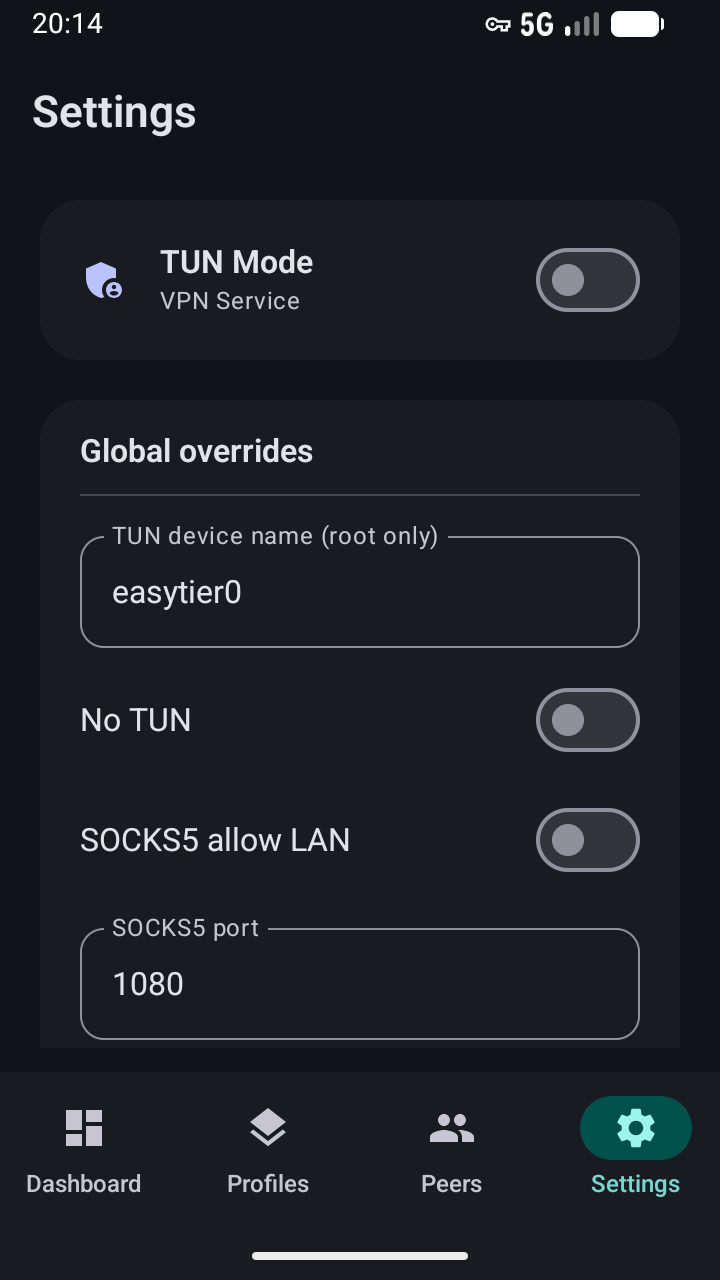 20:14
5G
Settings
TUN Mode
VPN Service
Global overrides
TUN device name (root only)
easytier0
No TUN
SOCKS5 allow LAN
SOCKS5 port
1080
Dashboard
Profiles
Peers
Settings